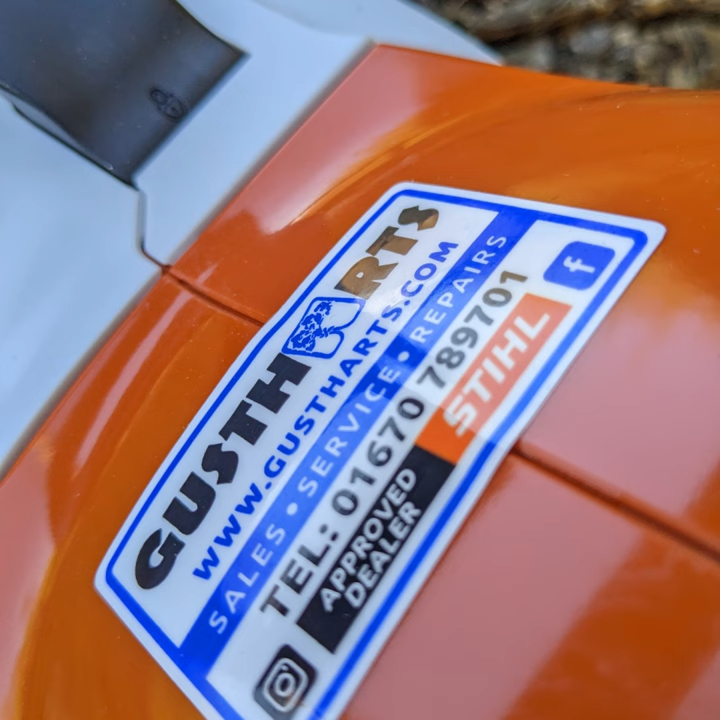 GUSTHARTS
WWW.GUSTHARTS.COM
SALES • SERVICE • REPAIRS
TEL: 01670 789701
APPROVED
DEALER
STIHL
f